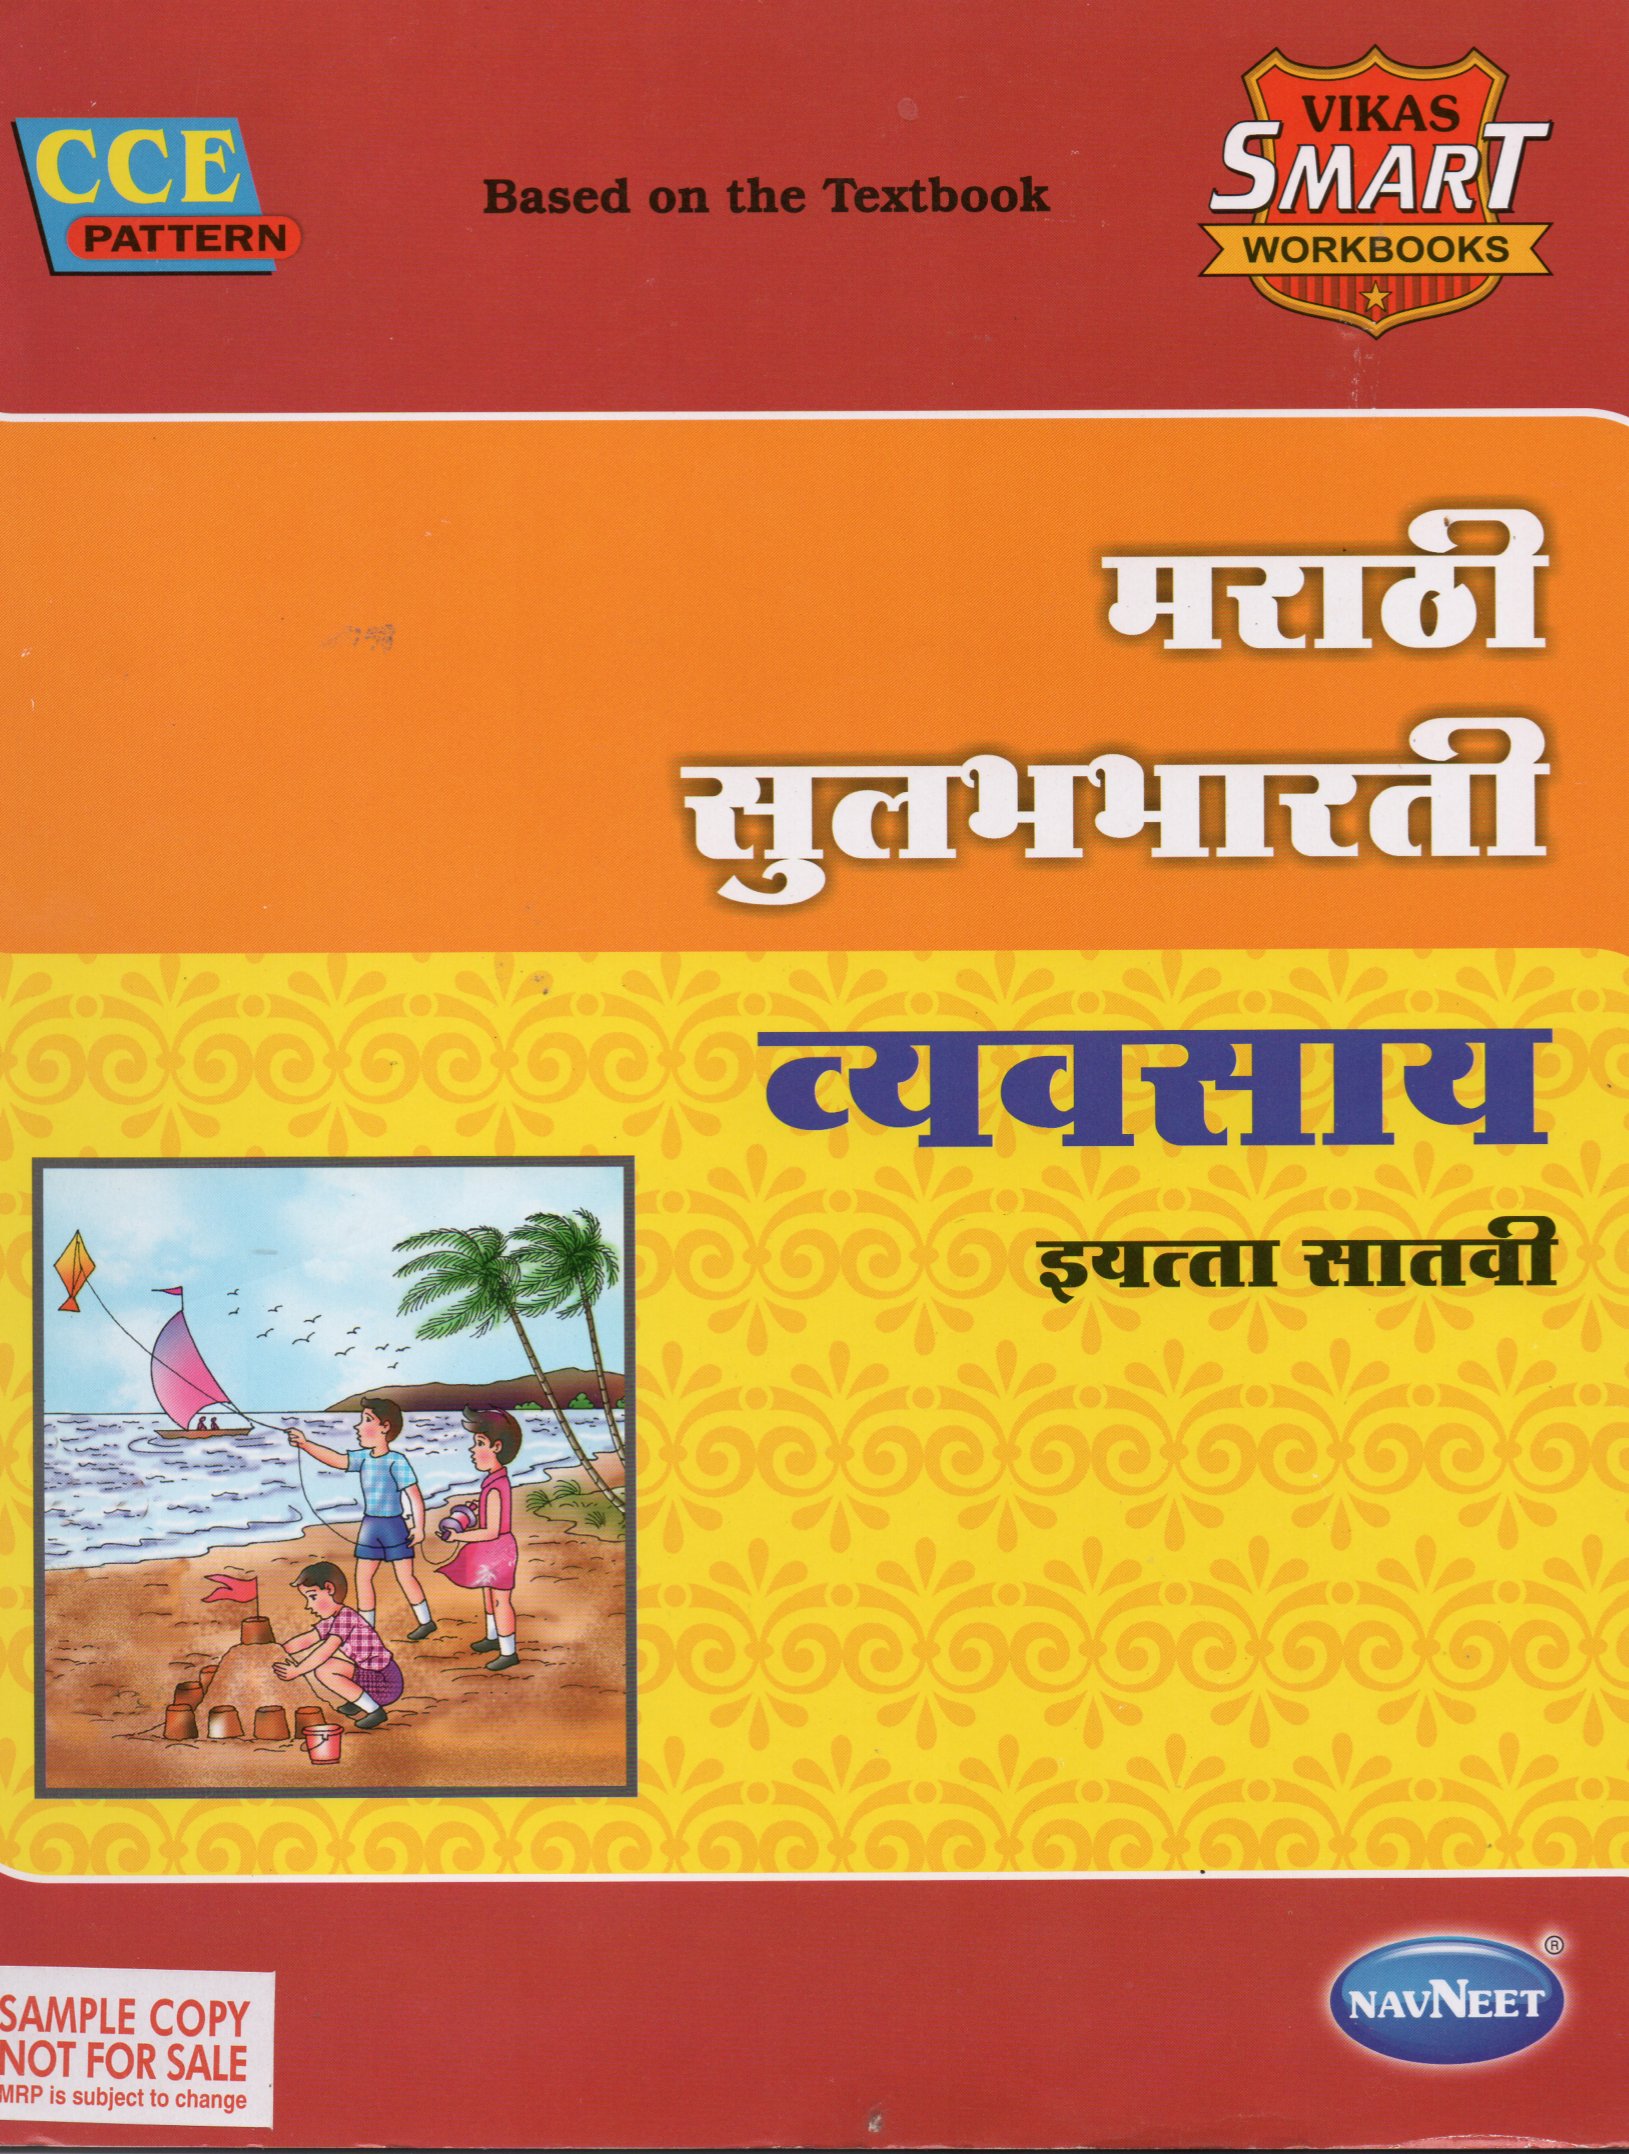 CCE
PATTERN
Based on the Textbook
VIKAS
SMART
WORKBOOKS
मराठी
सुलभभारती
व्यवसाय
इयत्ता सातवी
SAMPLE COPY
NOT FOR SALE
MRP is subject to change
NAVNEET ®